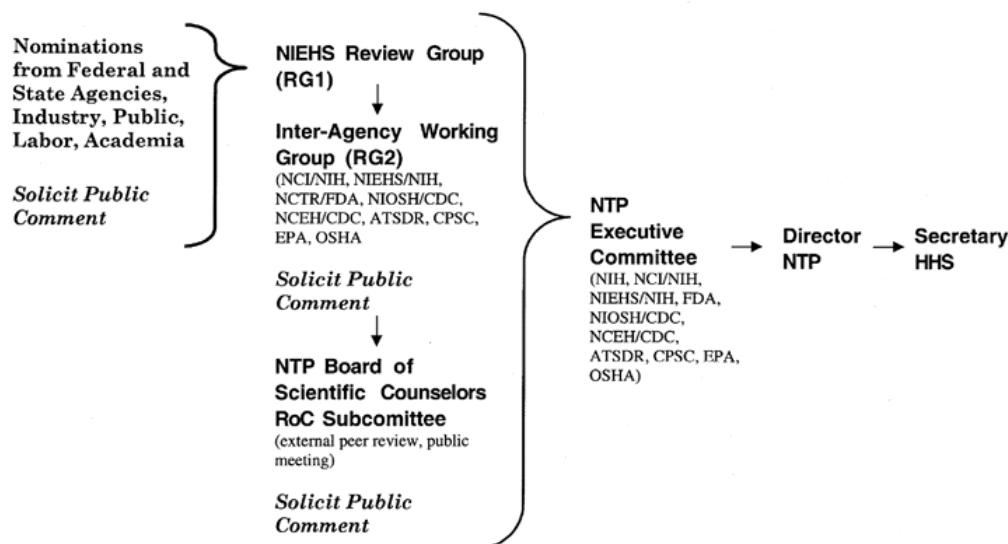 Nominations
from Federal and
State Agencies,
Industry, Public,
Labor, Academia
Solicit Public
Comment
NIEHS Review Group
(RG1)
Inter-Agency Working
Group (RG2)
(NCI/NIH, NIEHS/NIH,
NCTR/FDA, NIOSH/CDC,
NCEH/CDC, ATSDR, CPSC,
EPA, OSHA
Solicit Public
Comment
NTP Board of
Scientific Counselors
RoC Subcomittee
(external peer review, public
meeting)
Solicit Public
Comment
NTP
Executive
Committee
(NIH, NCI/NIH,
NIEHS/NIH, FDA,
NIOSH/CDC,
NCEH/CDC,
ATSDR, CPSC, EPA,
OSHA)
Director
NTP
Secretary
HHS